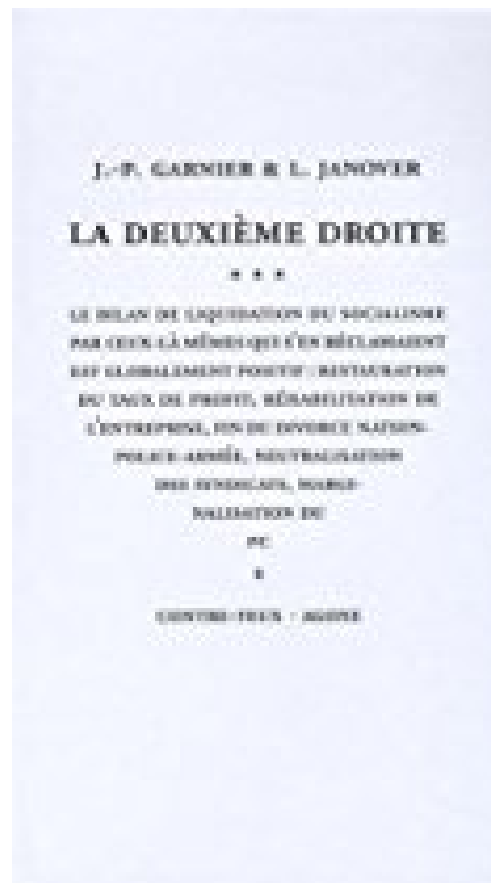 J.-P. GARNIER & L. JANOVER
LA DEUXIÈME DROITE
• • •
LE BILAN DE LIQUIDATION DU SOCIALISME
PAR CEUX-LÀ MÊMES QUI S'EN RÉCLAMAIENT
EST GLOBALEMENT POSITIF : RESTAURATION
DU TAUX DE PROFIT, RÉHABILITATION DE
L'ENTREPRISE, FIN DU DIVORCE NATION-
POLICE-ARMÉE, NEUTRALISATION
DES SYNDICATS, MARGI-
NALISATION DU
PC
CONTRE-FEUX · AGONE